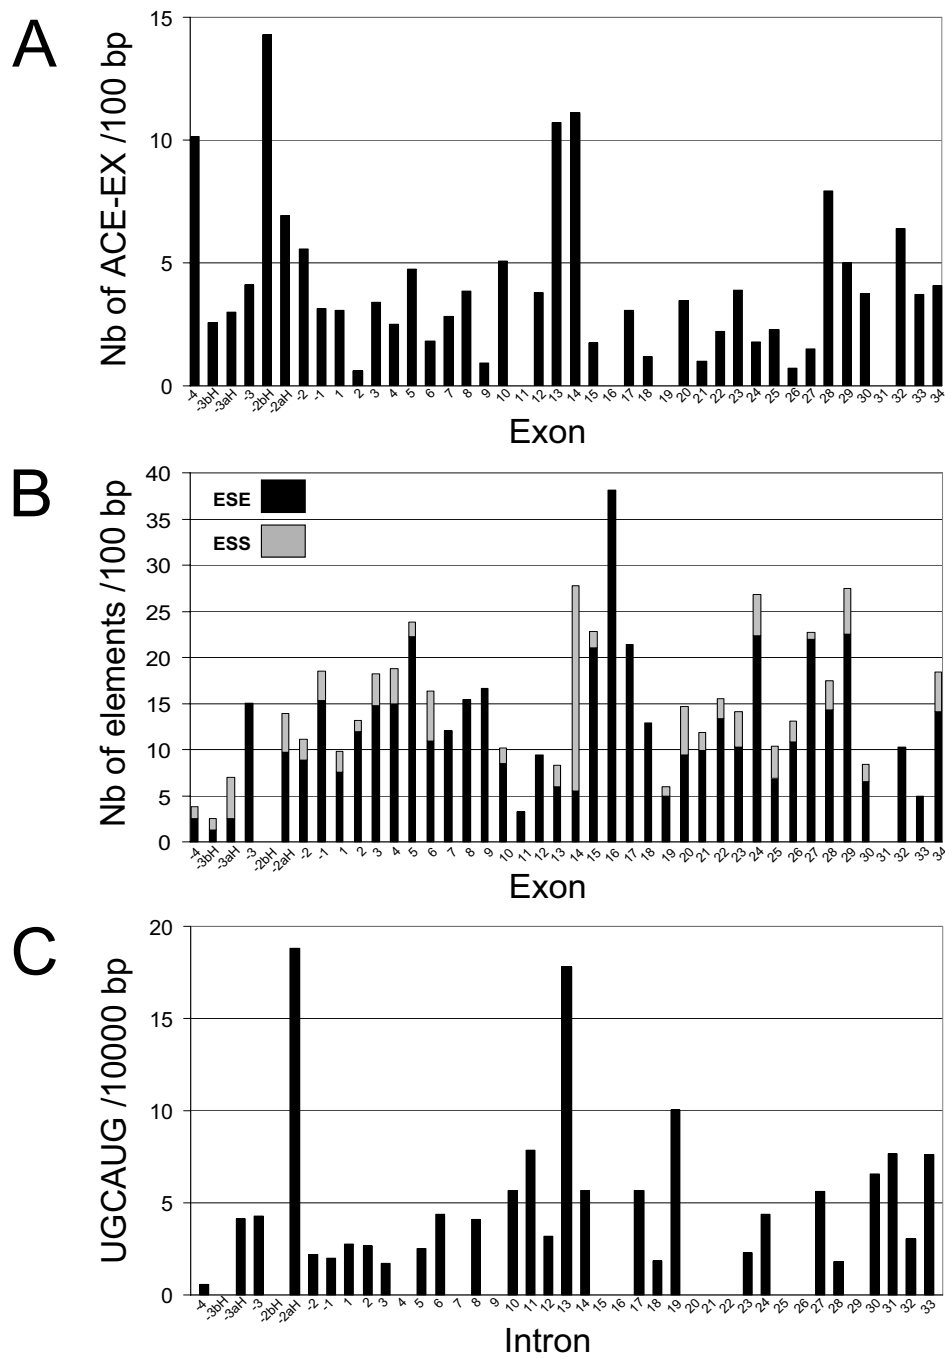 A
Nb of ACE-EX /100 bp
15
10
5
0
-4 -3bH -3aH -3 -2bH -2aH -2 -1 1 2 3 4 5 6 7 8 9 10 11 12 13 14 15 16 17 18 19 20 21 22 23 24 25 26 27 28 29 30 31 32 33 34
Exon
B
Nb of elements /100 bp
40
35
30
25
20
15
10
5
0
ESE
ESS
-4 -3bH -3aH -3 -2bH -2aH -2 -1 1 2 3 4 5 6 7 8 9 10 11 12 13 14 15 16 17 18 19 20 21 22 23 24 25 26 27 28 29 30 31 32 33 34
Exon
C
UGCAUG /10000 bp
20
15
10
5
0
-4 -3bH -3aH -3 -2bH -2aH -2 -1 1 2 3 4 5 6 7 8 9 10 11 12 13 14 15 16 17 18 19 20 21 22 23 24 25 26 27 28 29 30 31 32 33
Intron